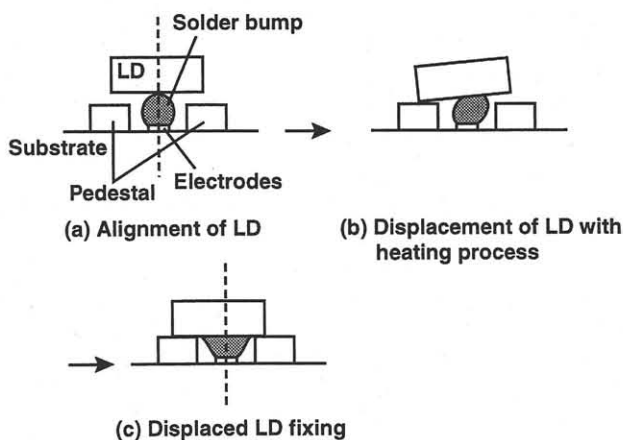 Solder bump
LD
Substrate
Pedestal
Electrodes
(a) Alignment of LD
(b) Displacement of LD with
heating process
(c) Displaced LD fixing